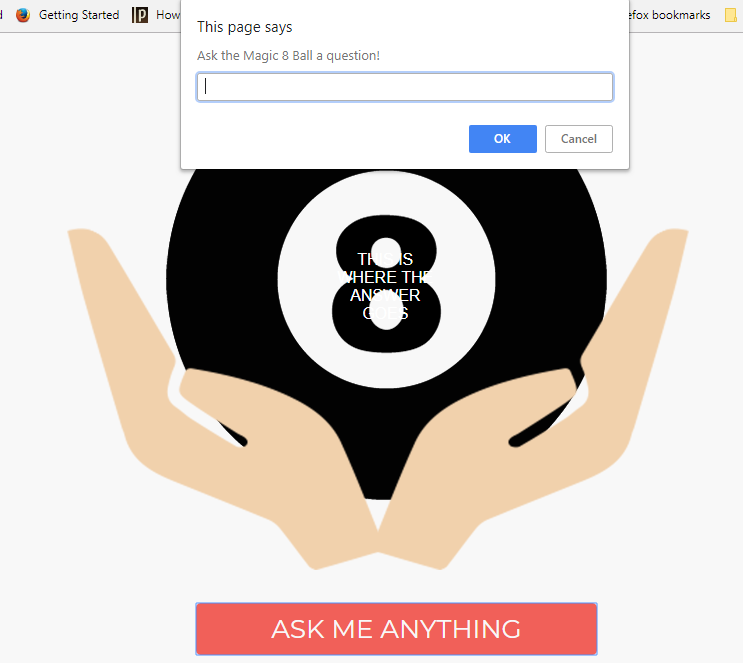 Getting Started
How
efox bookmarks
This page says
Ask the Magic 8 Ball a question!
OK
Cancel
8
THIS IS
WHERE THE
ANSWER
GOES
ASK ME ANYTHING